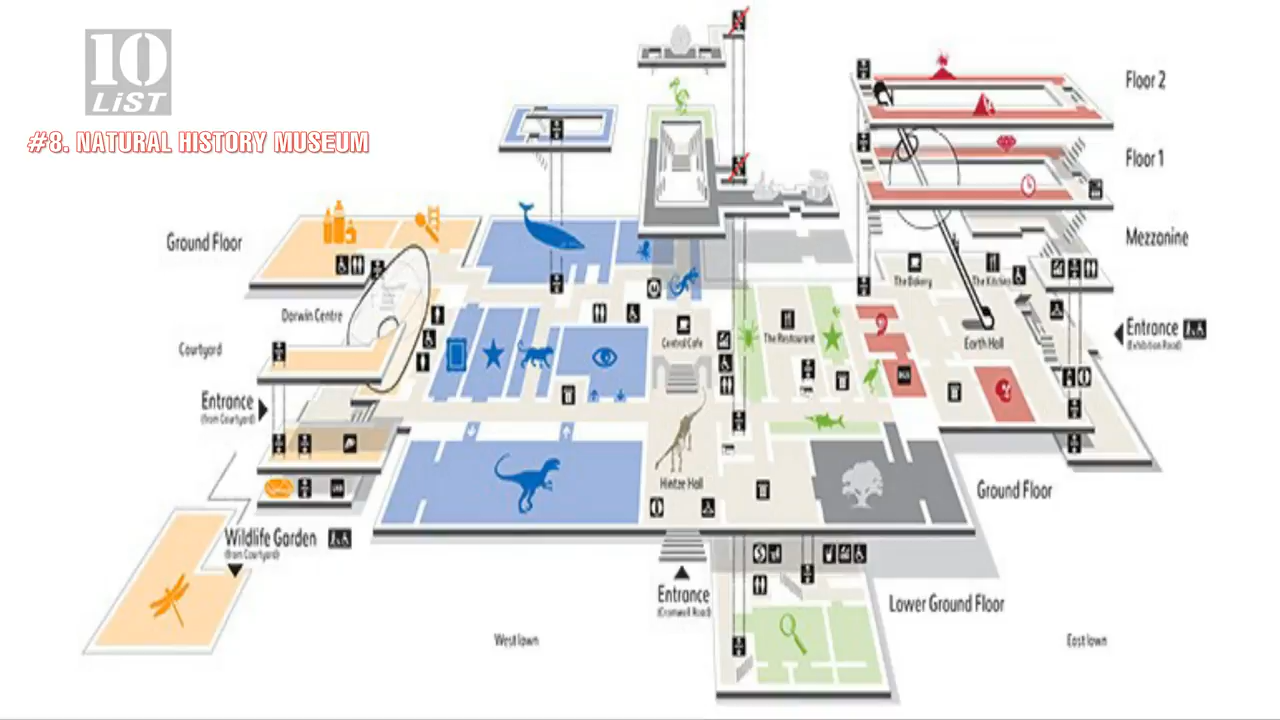 10
LiST
#8. NATURAL HISTORY MUSEUM
Floor 2
Floor 1
Mezzanine
Ground Floor
The Bakery
The Kitchen
Darwin Centre
Entrance
(Exhibition Road)
Central Cafe
The Restaurant
Earth Hall
Courtyard
Entrance
(from Courtyard)
Hintze Hall
Ground Floor
Wildlife Garden
(from Courtyard)
Entrance
(Cromwell Road)
Lower Ground Floor
West lawn
East lawn